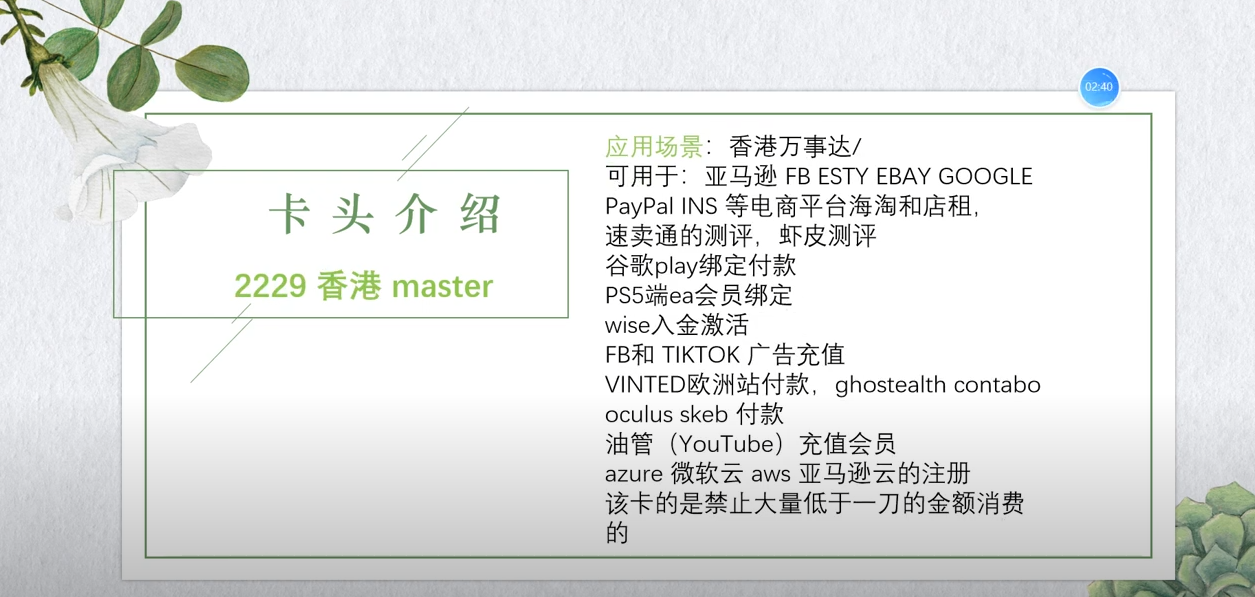 02:40
卡头介绍
2229 香港 master
应用场景：香港万事达/
可用于：亚马逊 FB ESTY EBAY GOOGLE
PayPal INS 等电商平台海淘和店租,
速卖通的测评，虾皮测评
谷歌play绑定付款
PS5端ea会员绑定
wise入金激活
FB和 TIKTOK 广告充值
VINTED欧洲站付款，ghostealth contabo
oculus skeb 付款
油管（YouTube）充值会员
azure 微软云 aws 亚马逊云的注册
该卡的是禁止大量低于一刀的金额消费
的